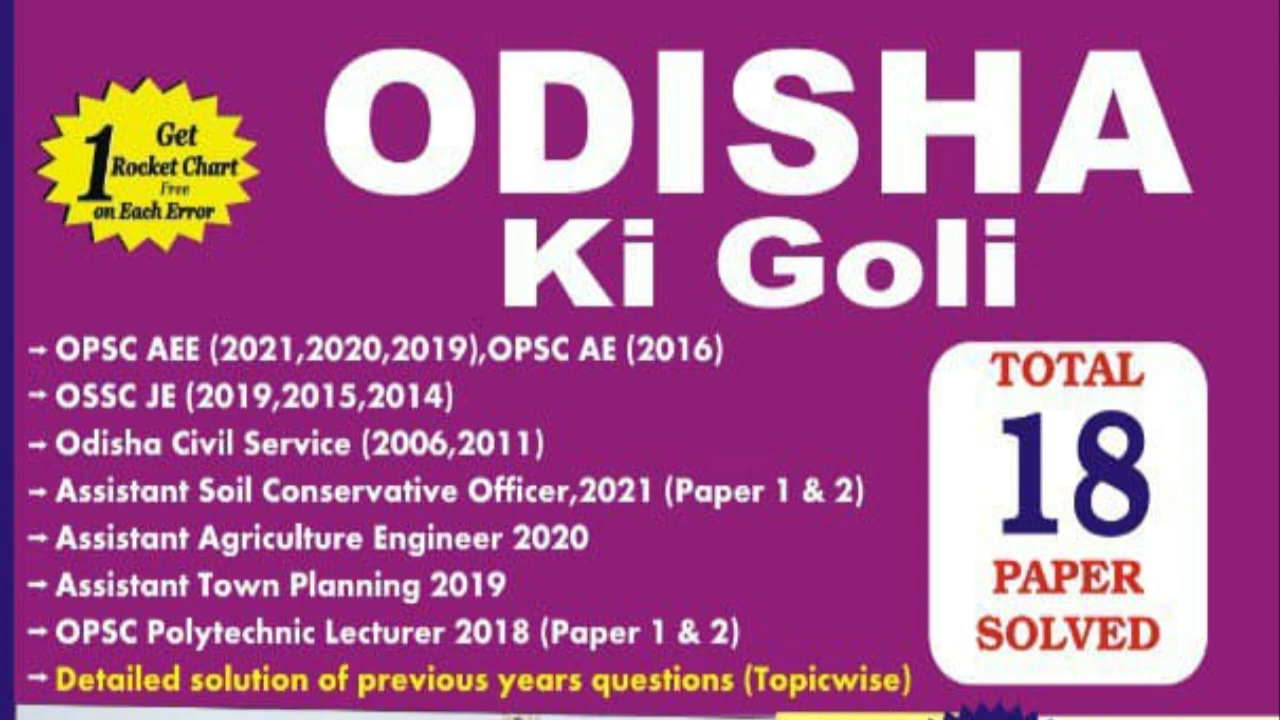 ODISHA
Ki Goli
1 Get
Rocket Chart
Free
on Each Error
→ OPSC AEE (2021,2020,2019),OPSC AE (2016)
→ OSSC JE (2019,2015,2014)
→ Odisha Civil Service (2006,2011)
→ Assistant Soil Conservative Officer,2021 (Paper 1 & 2)
→ Assistant Agriculture Engineer 2020
→ Assistant Town Planning 2019
→ OPSC Polytechnic Lecturer 2018 (Paper 1 & 2)
→ Detailed solution of previous years questions (Topicwise)
TOTAL
18
PAPER
SOLVED